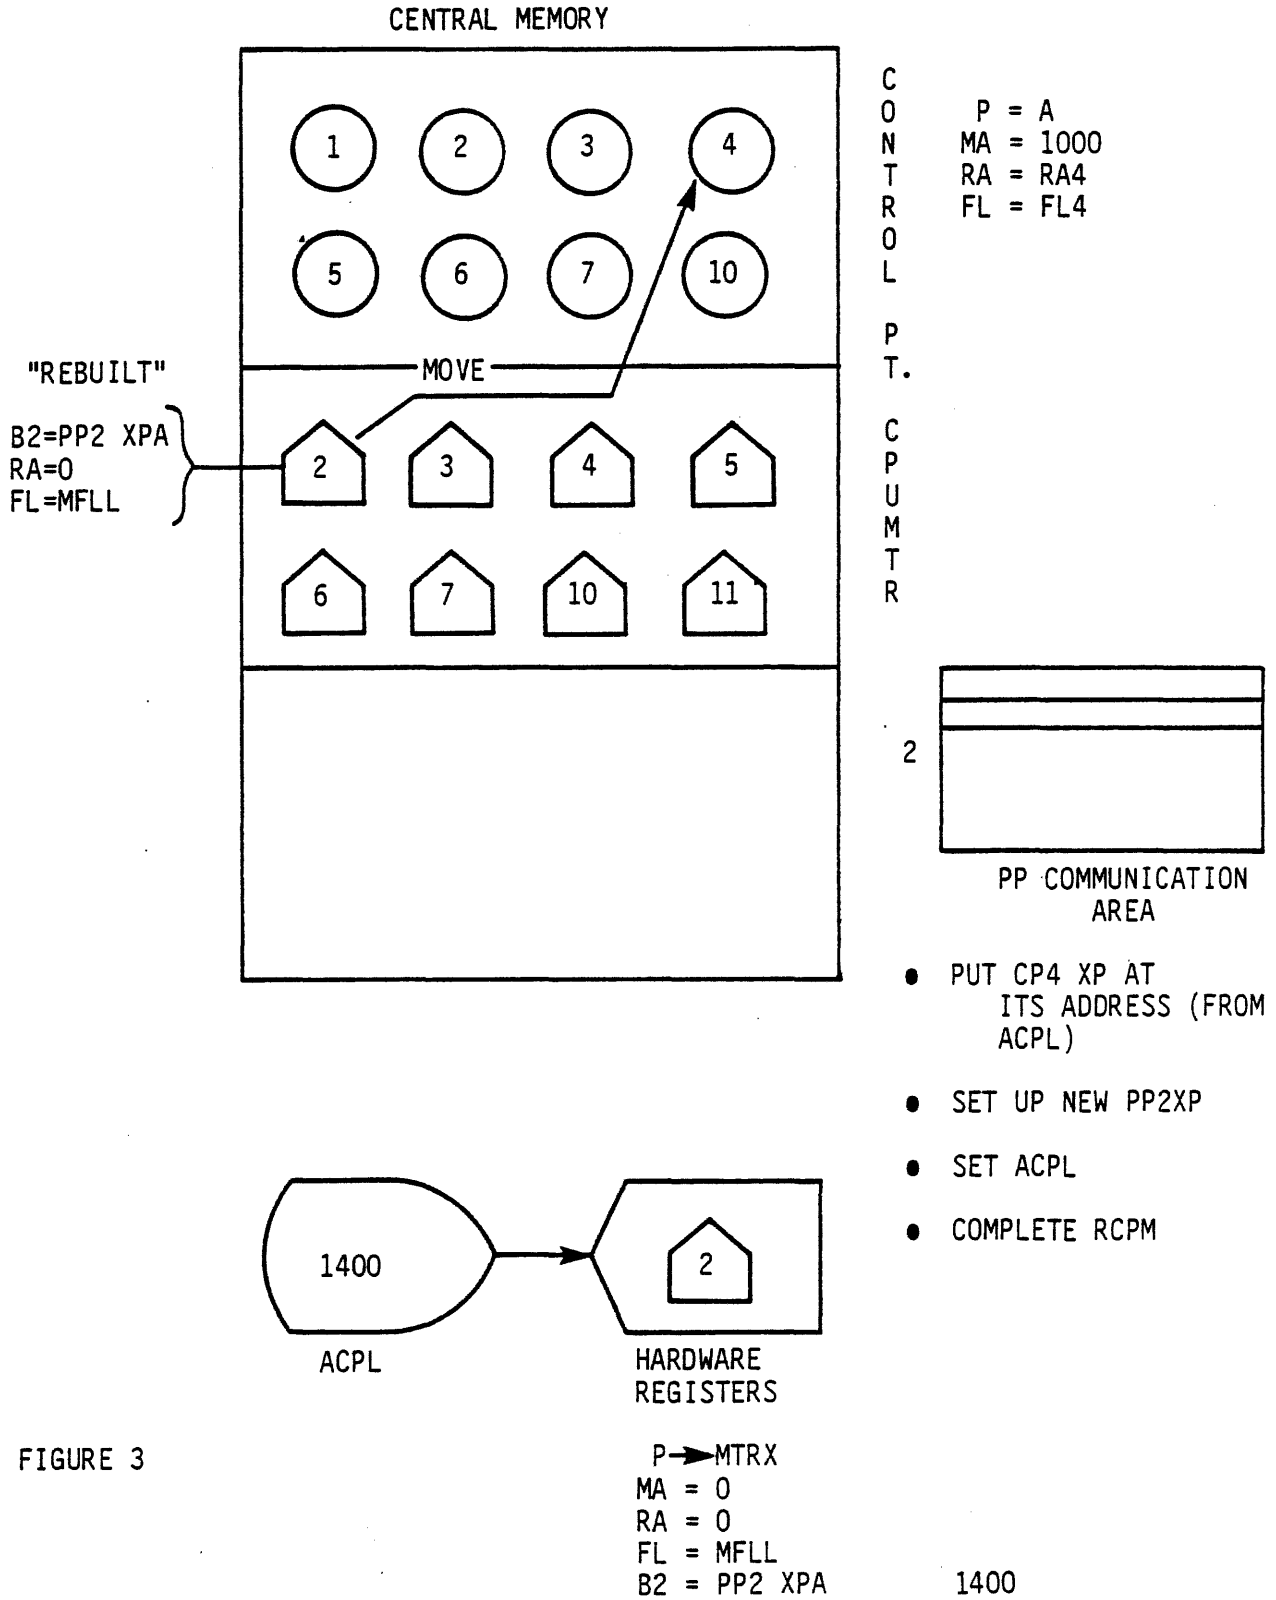 CENTRAL MEMORY
1 2 3 4
5 6 7 10
CONTROL PT. CPUMTR
P = A
MA = 1000
RA = RA4
FL = FL4
MOVE
"REBUILT"
B2=PP2 XPA
RA=0
FL=MFLL
2 3 4 5
6 7 10 11
2
PP COMMUNICATION
AREA
• PUT CP4 XP AT
ITS ADDRESS (FROM
ACPL)
• SET UP NEW PP2XP
• SET ACPL
• COMPLETE RCPM
1400
2
ACPL
HARDWARE
REGISTERS
FIGURE 3
P→MTRX
MA = 0
RA = 0
FL = MFLL
B2 = PP2 XPA
1400